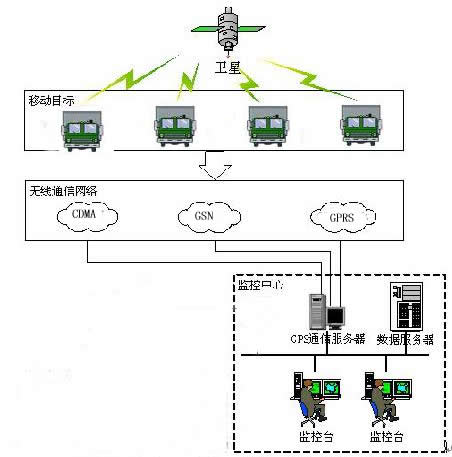 卫星
移动目标
无线通信网络
CDMA
GSN
GPRS
监控中心
GPS通信服务器
数据服务器
监控台
监控台